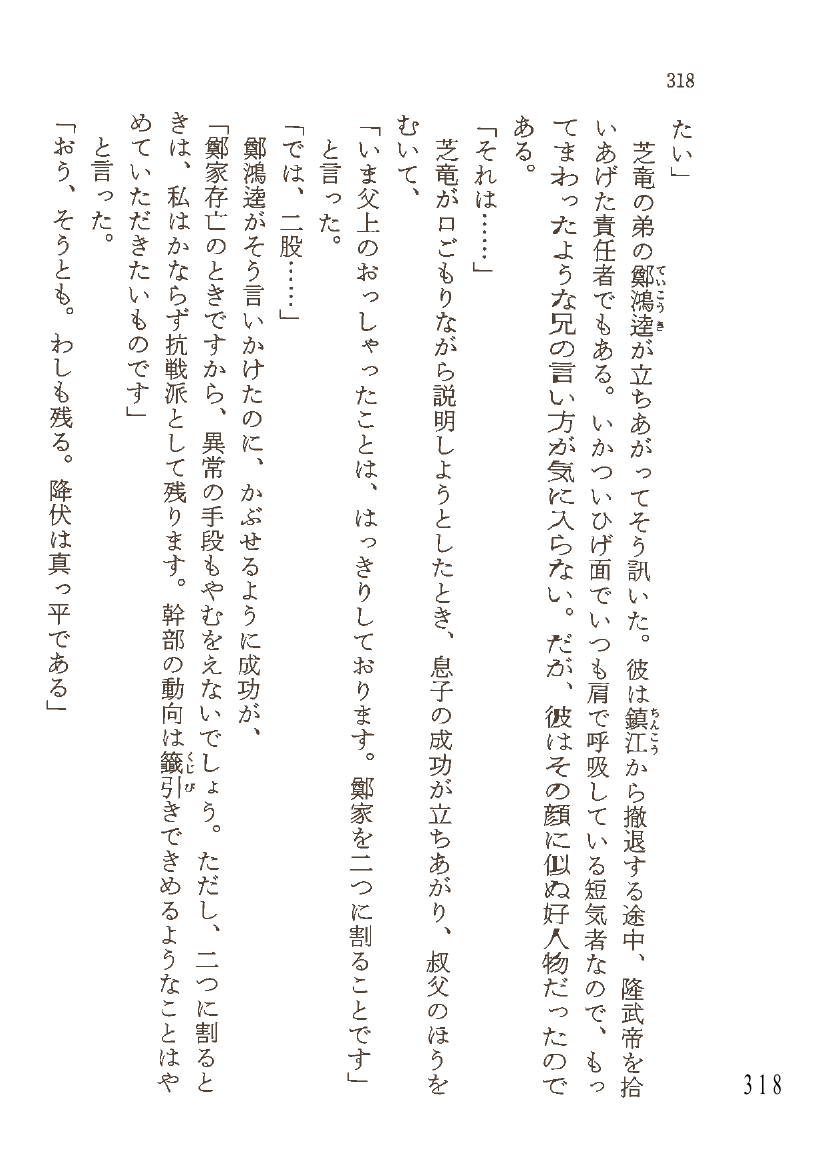 318
たい」
芝竜の弟の鄭鴻逵が立ちあがってそう訊いた。彼は鎮江から撤退する途中、隆武帝を拾
いあげた責任者でもある。いかついひげ面でいつも肩で呼吸している短気者なので、もっ
てまわったような兄の言い方が気に入らない。だが、彼はその顔に似ぬ好人物だったので
ある。
「それは……」
芝竜が口ごもりながら説明しようとしたとき、息子の成功が立ちあがり、叔父のほうを
むいて、
「いま父上のおっしゃったことは、はっきりしております。鄭家を二つに割ることです」
と言った。
「では、二股……」
鄭鴻逵がそう言いかけたのに、かぶせるように成功が、
「鄭家存亡のときですから、異常の手段もやむをえないでしょう。ただし、二つに割ると
きは、私はかならず抗戦派として残ります。幹部の動向は籤引きできめるようなことはや
めていただきたいものです」
と言った。
「おう、そうとも。わしも残る。降伏は真っ平である」
318